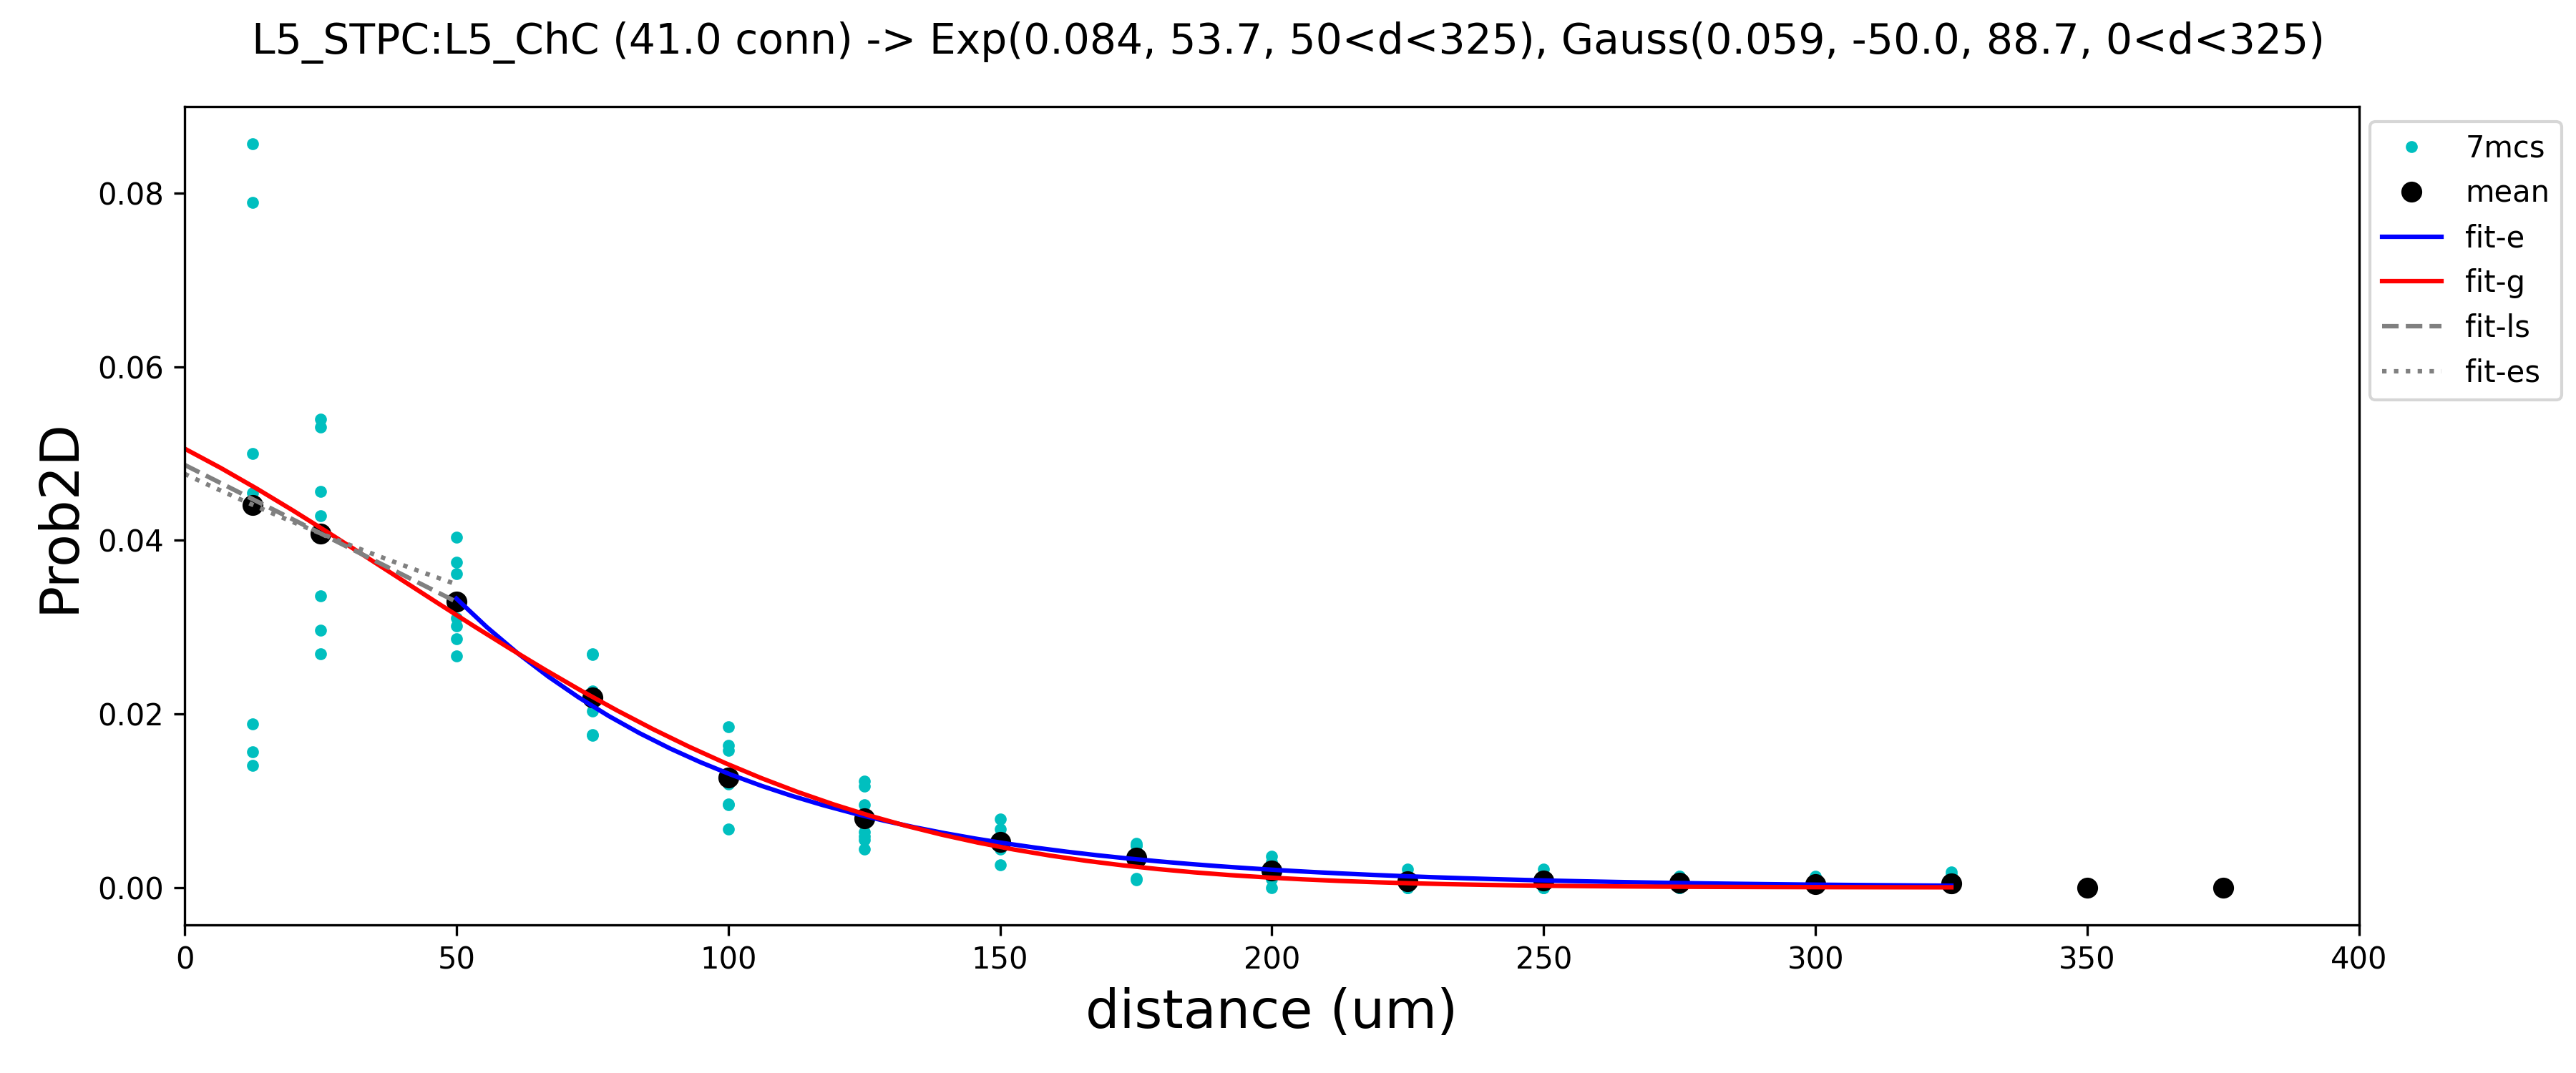 L5_STPC:L5_ChC (41.0 conn) -> Exp(0.084, 53.7, 50<d<325), Gauss(0.059, -50.0, 88.7, 0<d<325)
7mcs
mean
fit-e
fit-g
fit-ls
fit-es
Prob2D
0.08
0.06
0.04
0.02
0.00
0 50 100 150 200 250 300 350 400
distance (um)